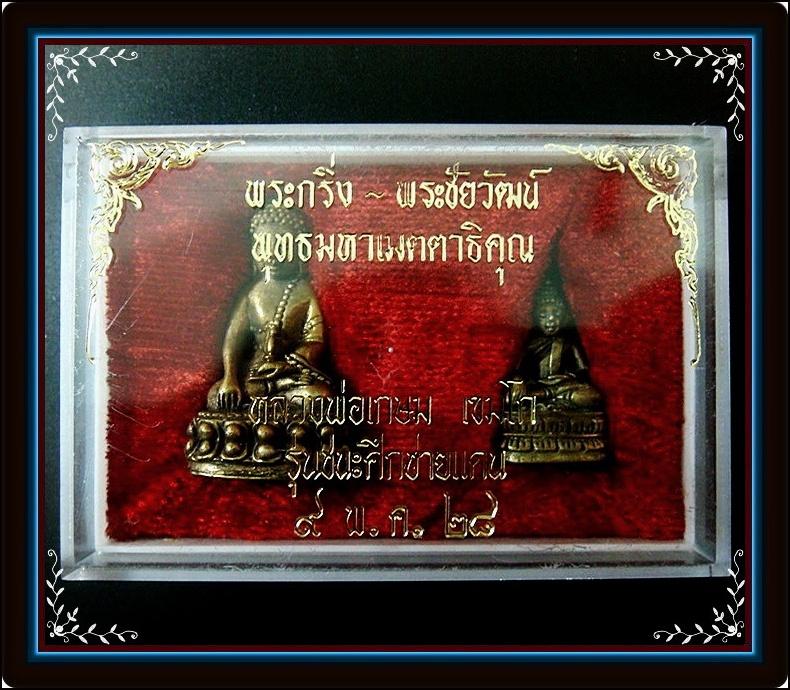 พระกริ่ง ~ พระชัยวัฒน์
พุทธมหาเมตตาธิคุณ
หลวงพ่อเกษม เขมโก
รุ่นชนะศึกชายแดน
๙ พ.ค. ๒๘